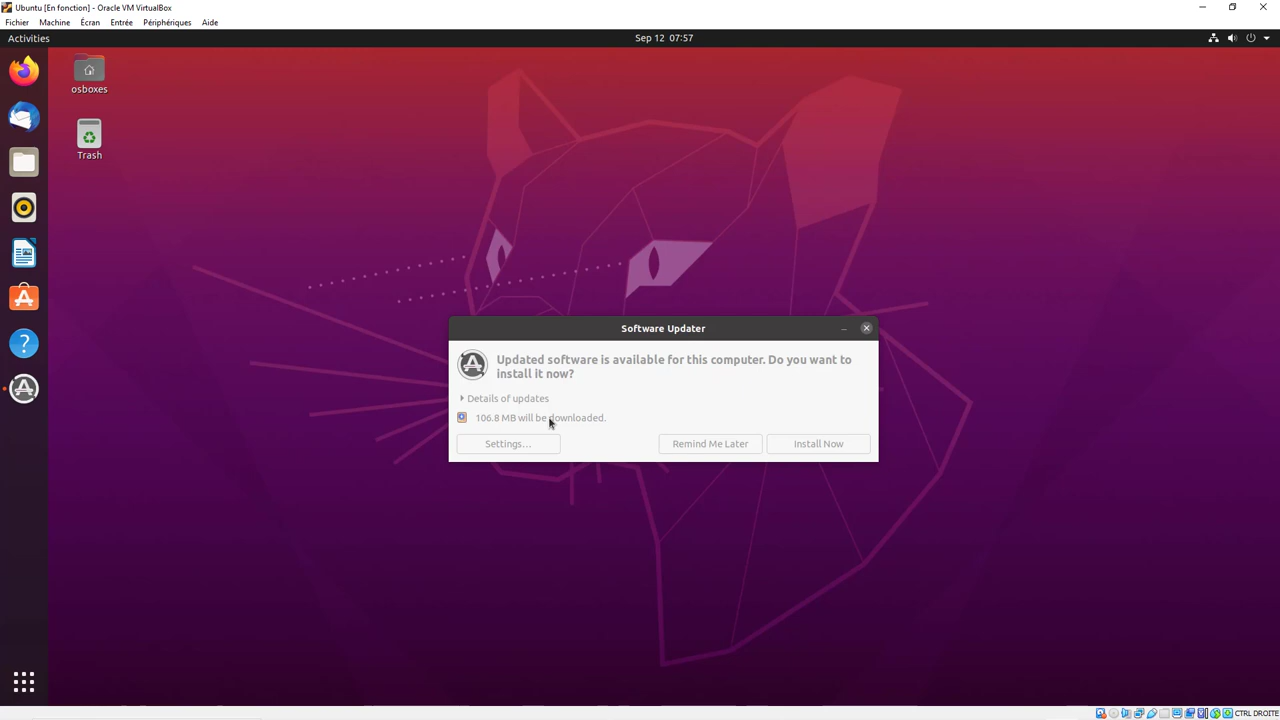 Ubuntu [En fonction] - Oracle VM VirtualBox
Fichier Machine Écran Entrée Périphériques Aide
Activities
Sep 12 07:57
osboxes
Trash
Software Updater
Updated software is available for this computer. Do you want to
install it now?
Details of updates
106.8 MB will be downloaded.
Settings…
Remind Me Later
Install Now
CTRL DROITE